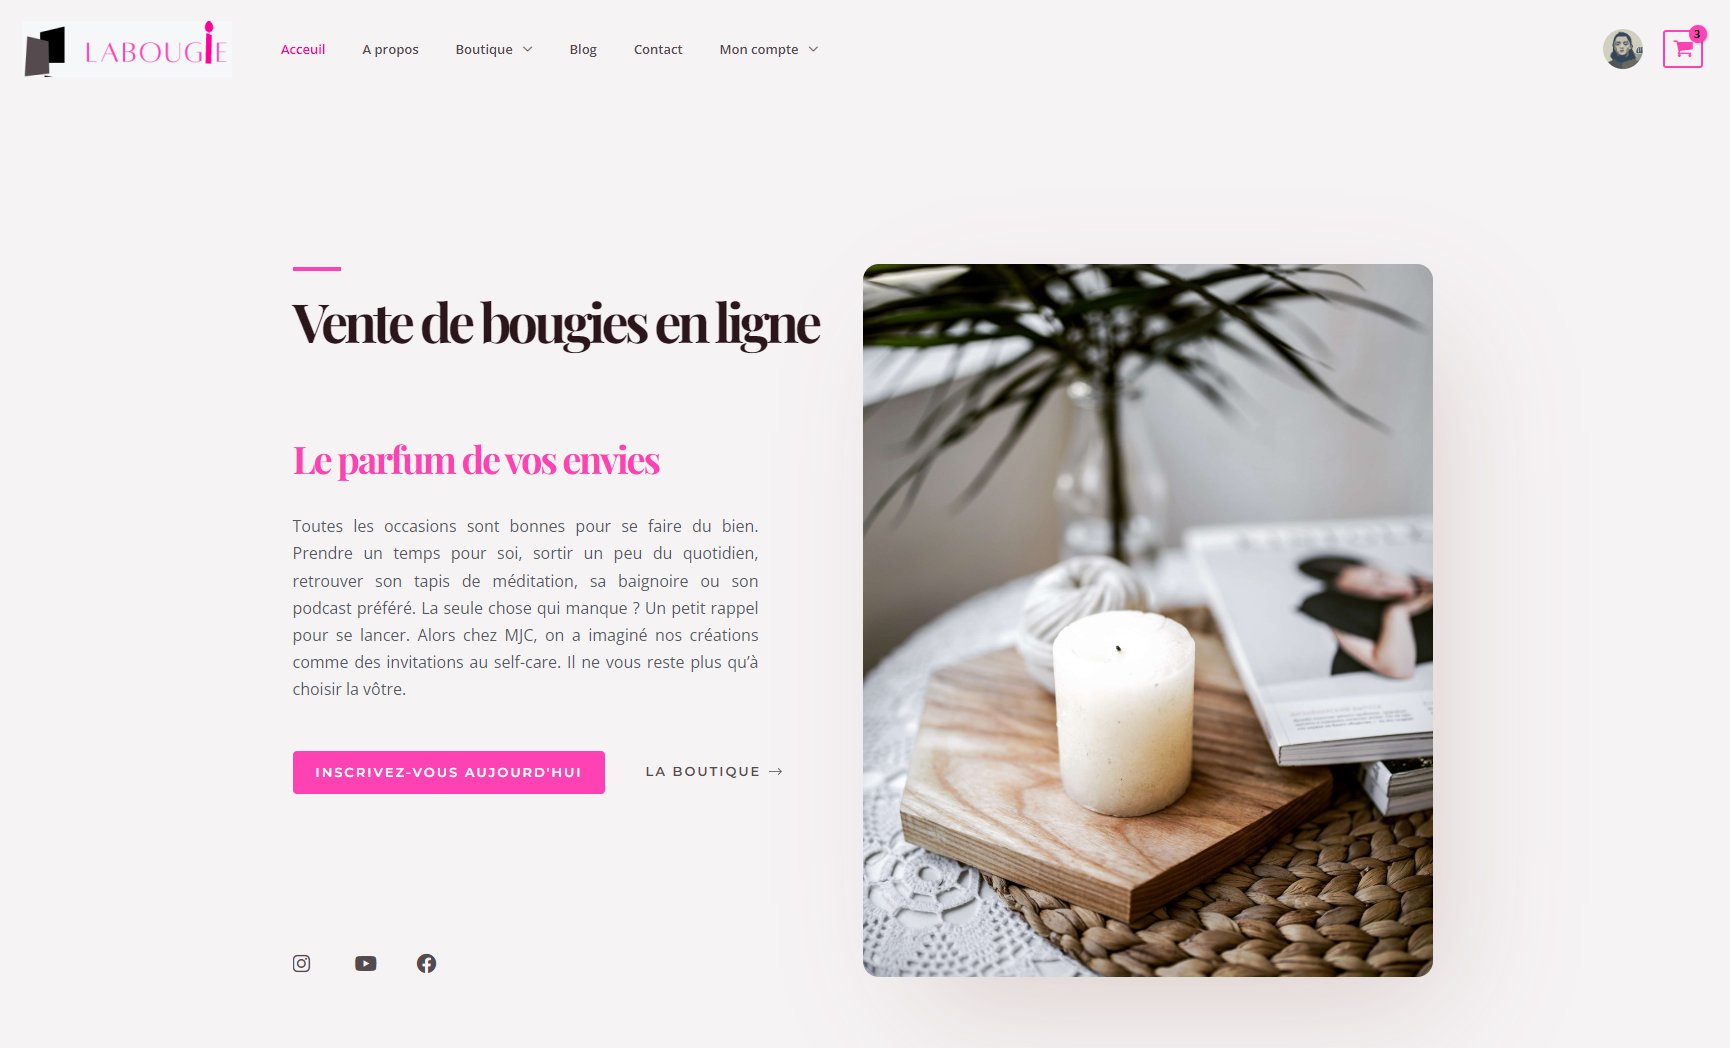 LABOUGIE
Acceuil
A propos
Boutique
Blog
Contact
Mon compte
3
Vente de bougies en ligne
Le parfum de vos envies
Toutes les occasions sont bonnes pour se faire du bien.
Prendre un temps pour soi, sortir un peu du quotidien,
retrouver son tapis de méditation, sa baignoire ou son
podcast préféré. La seule chose qui manque ? Un petit rappel
pour se lancer. Alors chez MJC, on a imaginé nos créations
comme des invitations au self-care. Il ne vous reste plus qu’à
choisir la vôtre.
INSCRIVEZ-VOUS AUJOURD'HUI
LA BOUTIQUE →